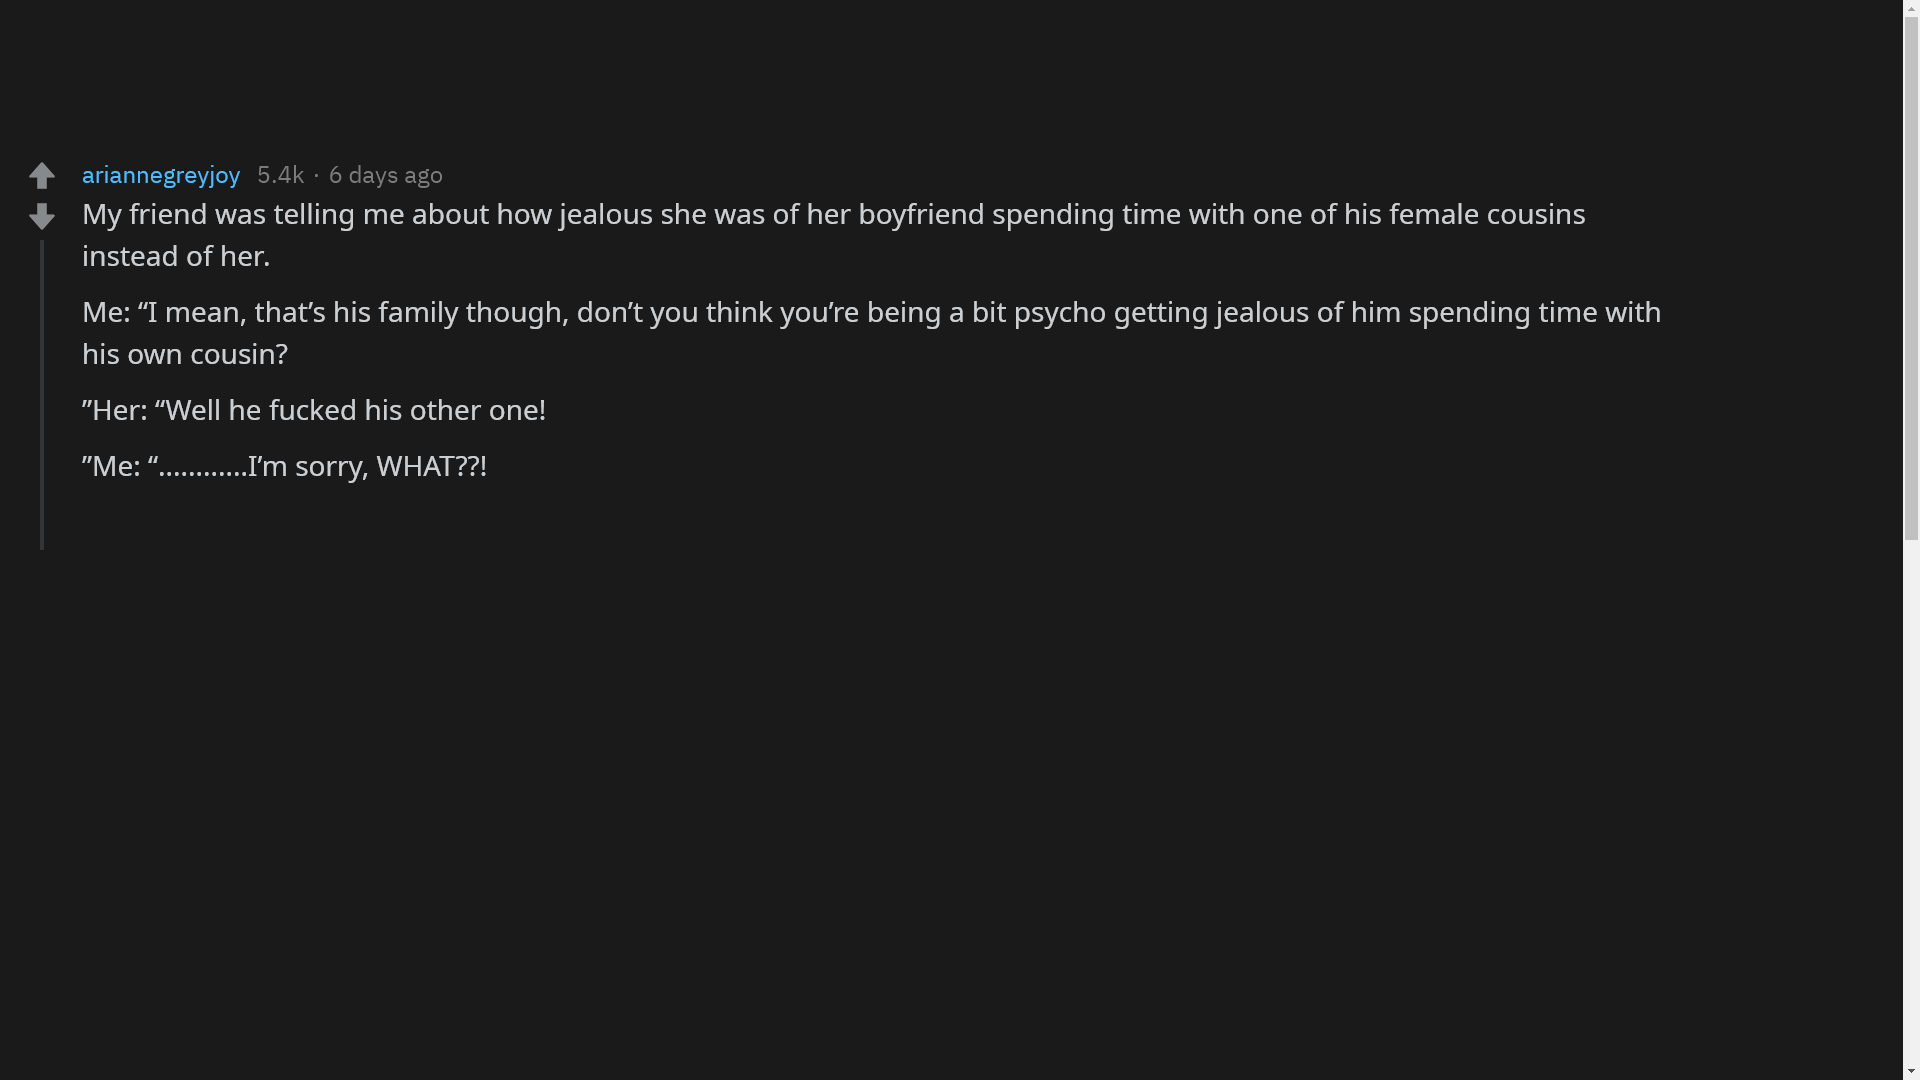 ariannegreyjoy 5.4k · 6 days ago
My friend was telling me about how jealous she was of her boyfriend spending time with one of his female cousins
instead of her.
Me: “I mean, that’s his family though, don’t you think you’re being a bit psycho getting jealous of him spending time with
his own cousin?
”Her: “Well he fucked his other one!
”Me: “............I’m sorry, WHAT??!